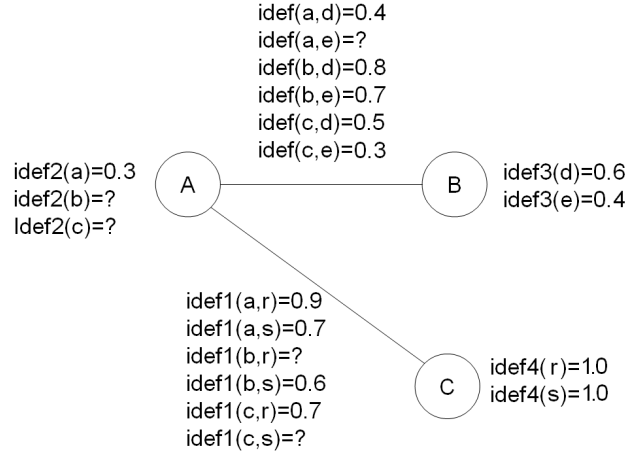 idef(a,d)=0.4
idef(a,e)=?
idef(b,d)=0.8
idef(b,e)=0.7
idef(c,d)=0.5
idef(c,e)=0.3
idef2(a)=0.3
idef2(b)=?
Idef2(c)=?
A
B
idef3(d)=0.6
idef3(e)=0.4
idef1(a,r)=0.9
idef1(a,s)=0.7
idef1(b,r)=?
idef1(b,s)=0.6
idef1(c,r)=0.7
idef1(c,s)=?
C
idef4( r)=1.0
idef4(s)=1.0